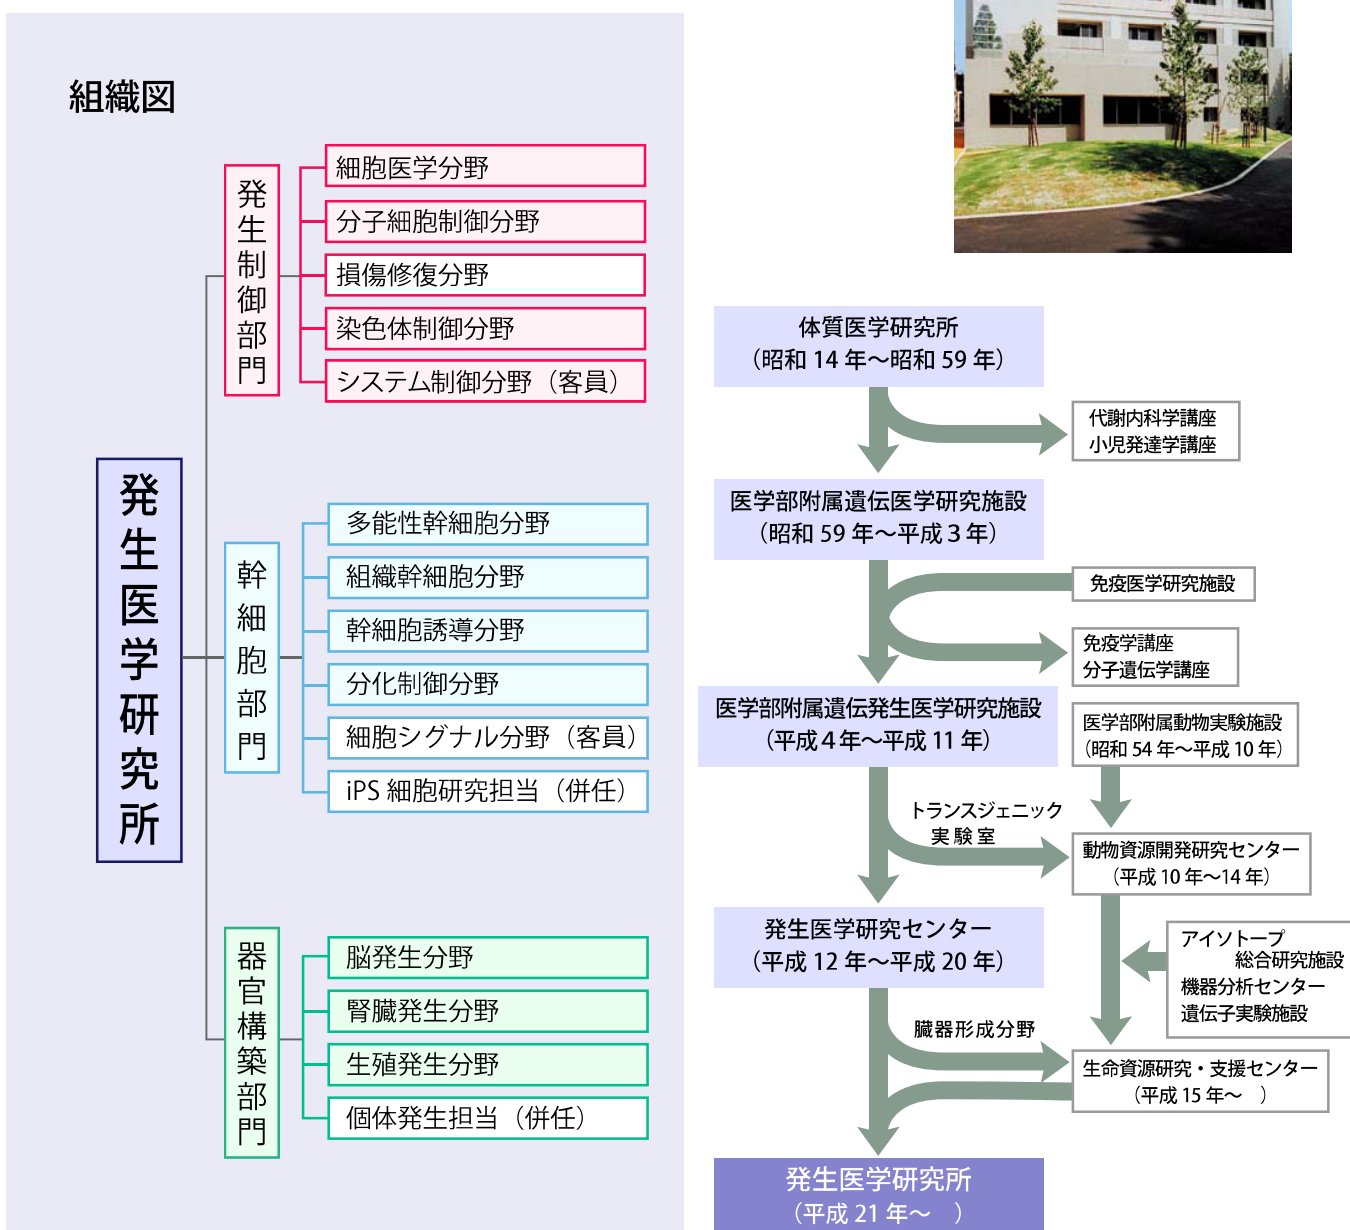 組織図
発生医学研究所
発生制御部門
細胞医学分野
分子細胞制御分野
損傷修復分野
染色体制御分野
システム制御分野（客員）
幹細胞部門
多能性幹細胞分野
組織幹細胞分野
幹細胞誘導分野
分化制御分野
細胞シグナル分野（客員）
iPS 細胞研究担当（併任）
器官構築部門
脳発生分野
腎臓発生分野
生殖発生分野
個体発生担当（併任）
体質医学研究所
（昭和 14 年～昭和 59 年）
代謝内科学講座
小児発達学講座
医学部附属遺伝医学研究施設
（昭和 59 年～平成 3 年）
免疫医学研究施設
免疫学講座
分子遺伝学講座
医学部附属遺伝発生医学研究施設
（平成 4 年～平成 11 年）
医学部附属動物実験施設
（昭和 54 年～平成 10 年）
トランスジェニック
実験室
動物資源開発研究センター
（平成 10 年～14 年）
発生医学研究センター
（平成 12 年～平成 20 年）
アイソトープ
総合研究施設
機器分析センター
遺伝子実験施設
臓器形成分野
生命資源研究・支援センター
（平成 15 年～　）
発生医学研究所
（平成 21 年～　）